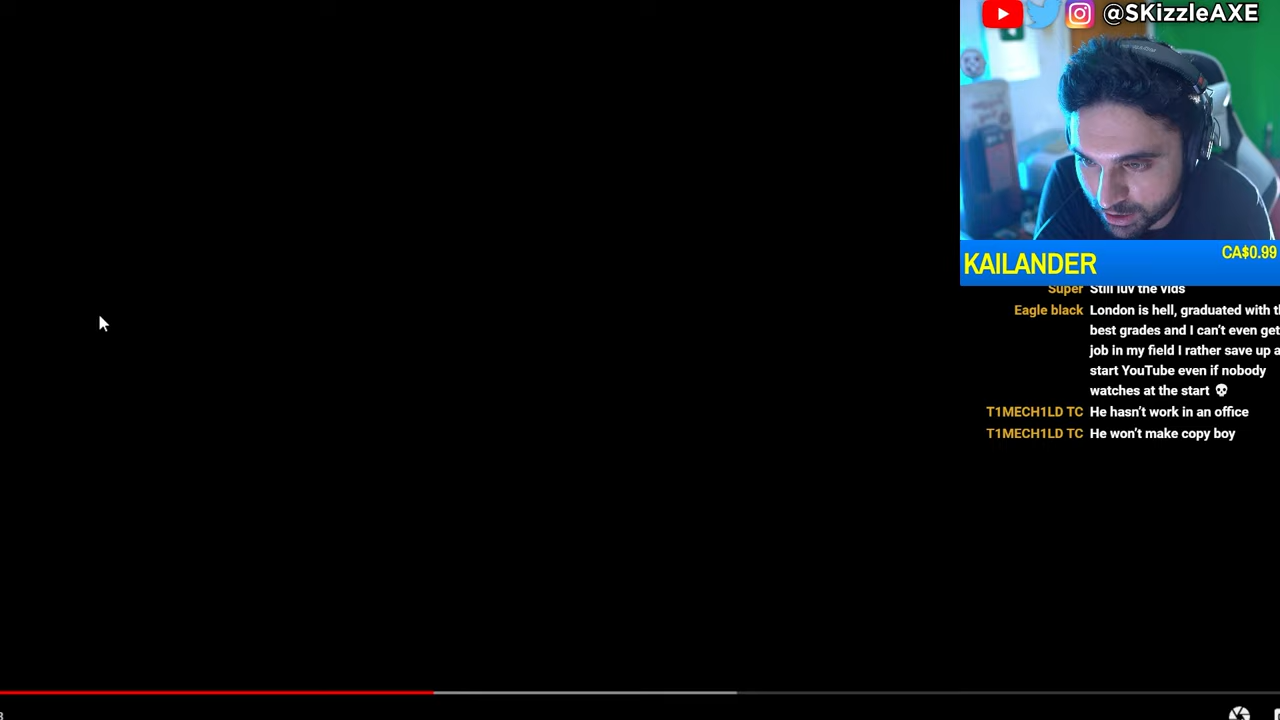 @SKizzleAXE
CA$0.99
KAILANDER
Super Still luv the vids
Eagle black London is hell, graduated with
best grades and I can't even get
job in my field I rather save up a
start YouTube even if nobody
watches at the start 💀
T1MECH1LD TC He hasn't work in an office
T1MECH1LD TC He won't make copy boy